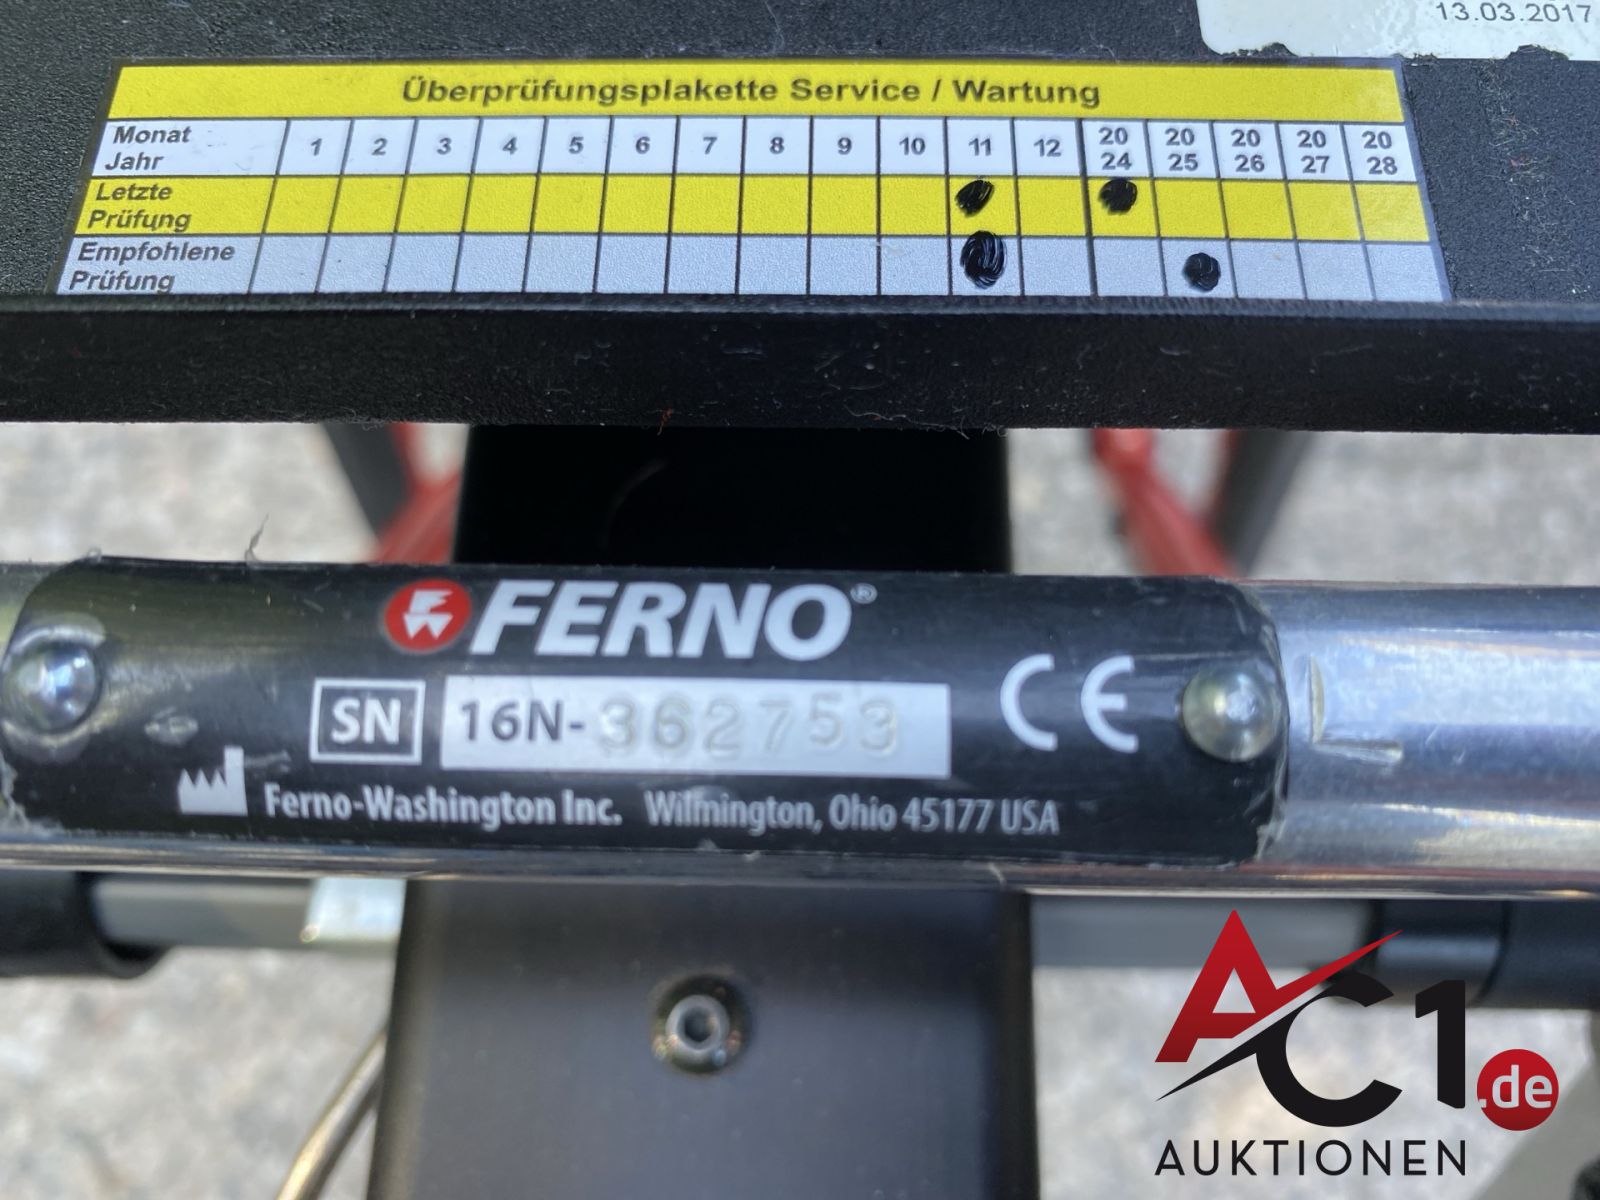 13.03.2017
Überprüfungsplakette Service / Wartung
Monat
Jahr
1 2 3 4 5 6 7 8 9 10 11 12 20 24 20 25 20 26 20 27 20 28
Letzte
Prüfung
Empfohlene
Prüfung
FERNO®
SN 16N-362753 CE
Ferno-Washington Inc. Wilmington, Ohio 45177 USA
AC1.de
AUKTIONEN